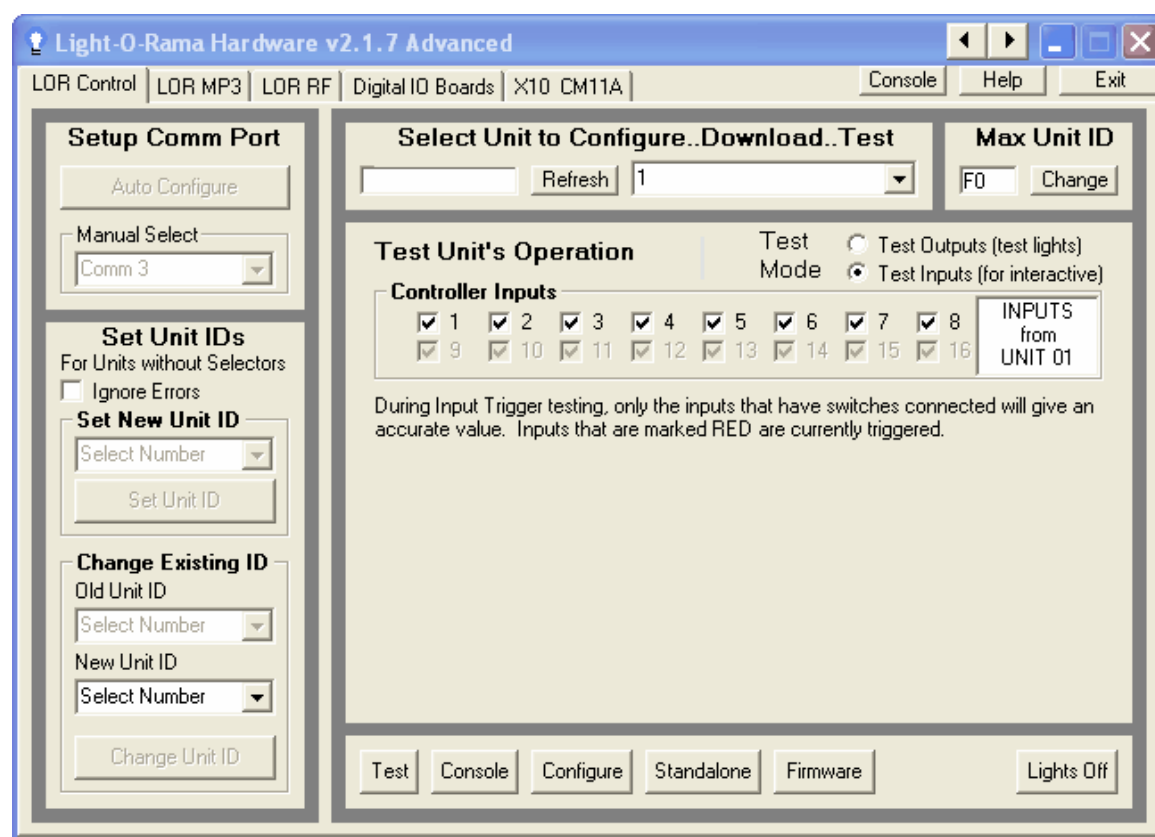 Light-O-Rama Hardware v2.1.7 Advanced
LOR Control LOR MP3 LOR RF Digital IO Boards X10 CM11A Console Help Exit
Setup Comm Port
Auto Configure
Manual Select
Comm 3
Set Unit IDs
For Units without Selectors
Ignore Errors
Set New Unit ID
Select Number
Set Unit ID
Change Existing ID
Old Unit ID
Select Number
New Unit ID
Select Number
Change Unit ID
Select Unit to Configure..Download..Test
Refresh 1
Max Unit ID
F0 Change
Test Unit's Operation
Test Mode
Test Outputs (test lights)
Test Inputs (for interactive)
Controller Inputs
1 2 3 4 5 6 7 8
9 10 11 12 13 14 15 16
INPUTS
from
UNIT 01
During Input Trigger testing, only the inputs that have switches connected will give an
accurate value. Inputs that are marked RED are currently triggered.
Test Console Configure Standalone Firmware Lights Off